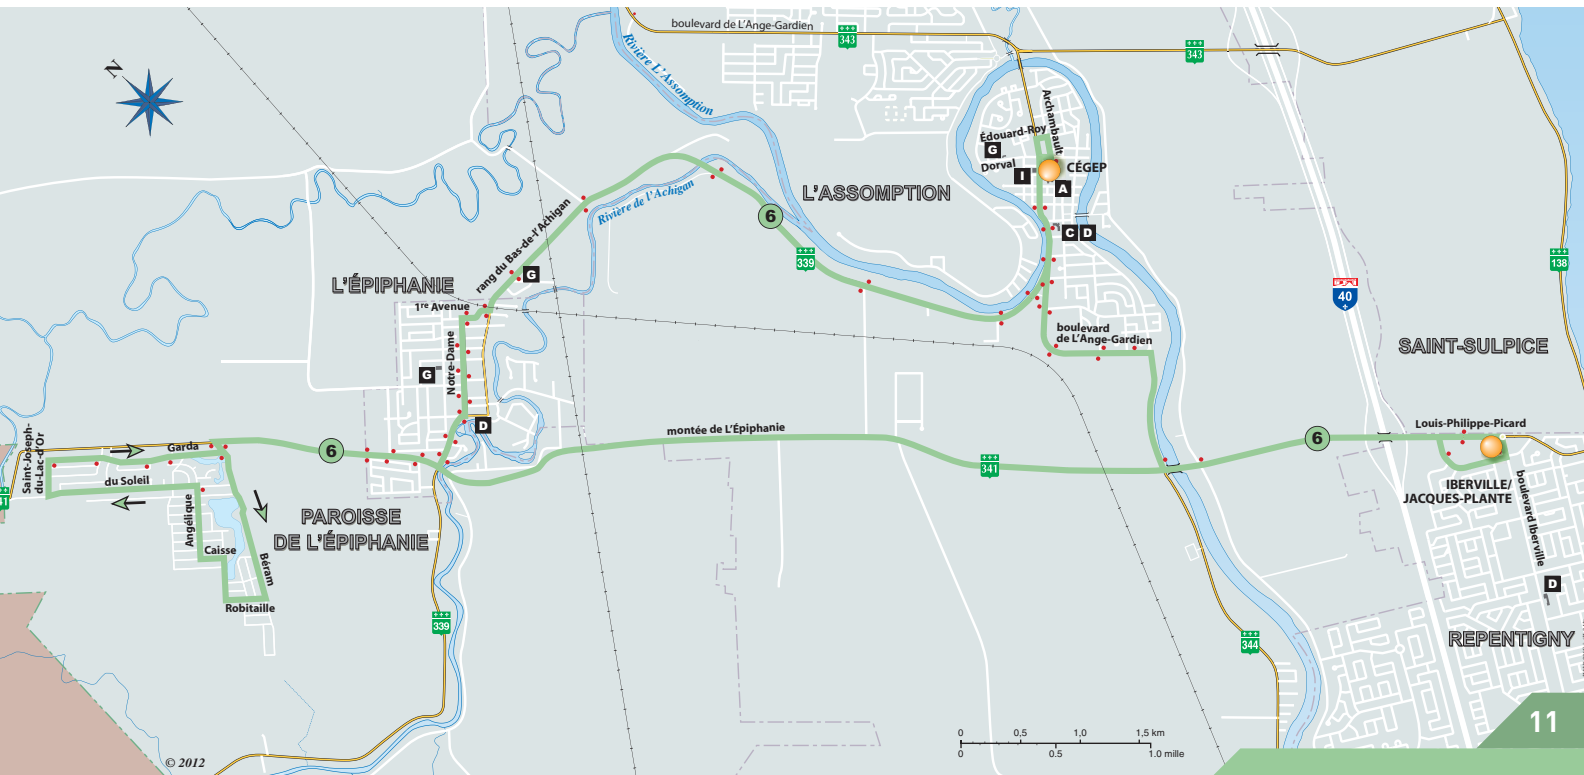 boulevard de L'Ange-Gardien
343
343
N
Rivière L'Assomption
Archambault
Édouard-Roy
G
Dorval
I
CÉGEP
A
L'ASSOMPTION
Rivière de l'Achigan
6
C D
rang du Bas-de-l'Achigan
339
138
G
L'ÉPIPHANIE
40
1re Avenue
boulevard
de L'Ange-Gardien
Notre-Dame
SAINT-SULPICE
G
D
Louis-Philippe-Picard
montée de L'Épiphanie
6
Saint-Joseph-
du-Lac-d'Or
Garda
6
341
du Soleil
IBERVILLE/
JACQUES-PLANTE
boulevard Iberville
41
Angélique
PAROISSE
DE L'ÉPIPHANIE
Caisse
Béram
D
Robitaille
339
344
REPENTIGNY
11
0 0,5 1,0 1,5 km
0 0.5 1.0 mille
© 2012